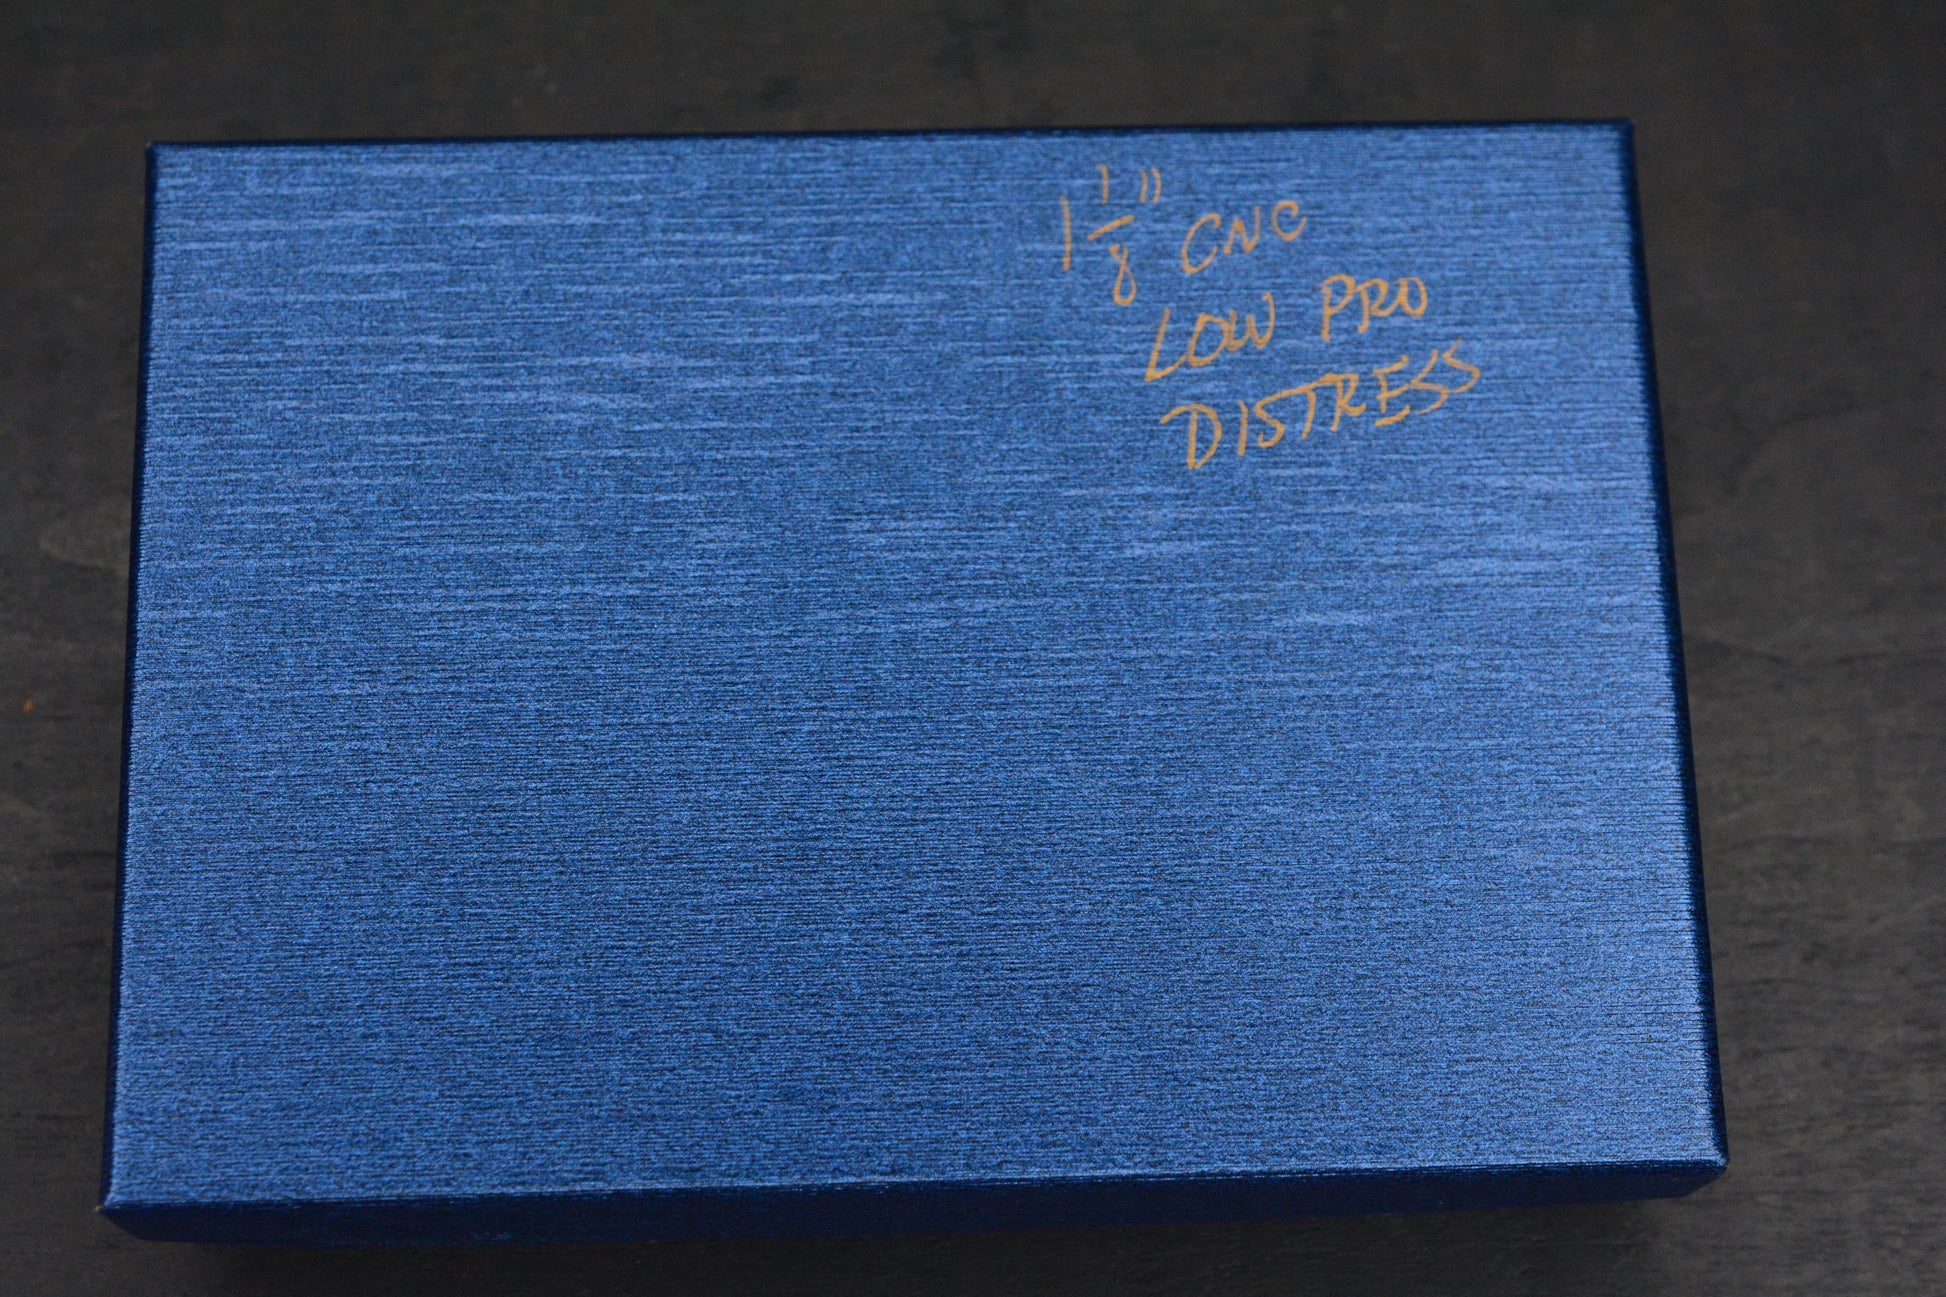 1 1/8" CNC
LOW PRO
DISTRESS